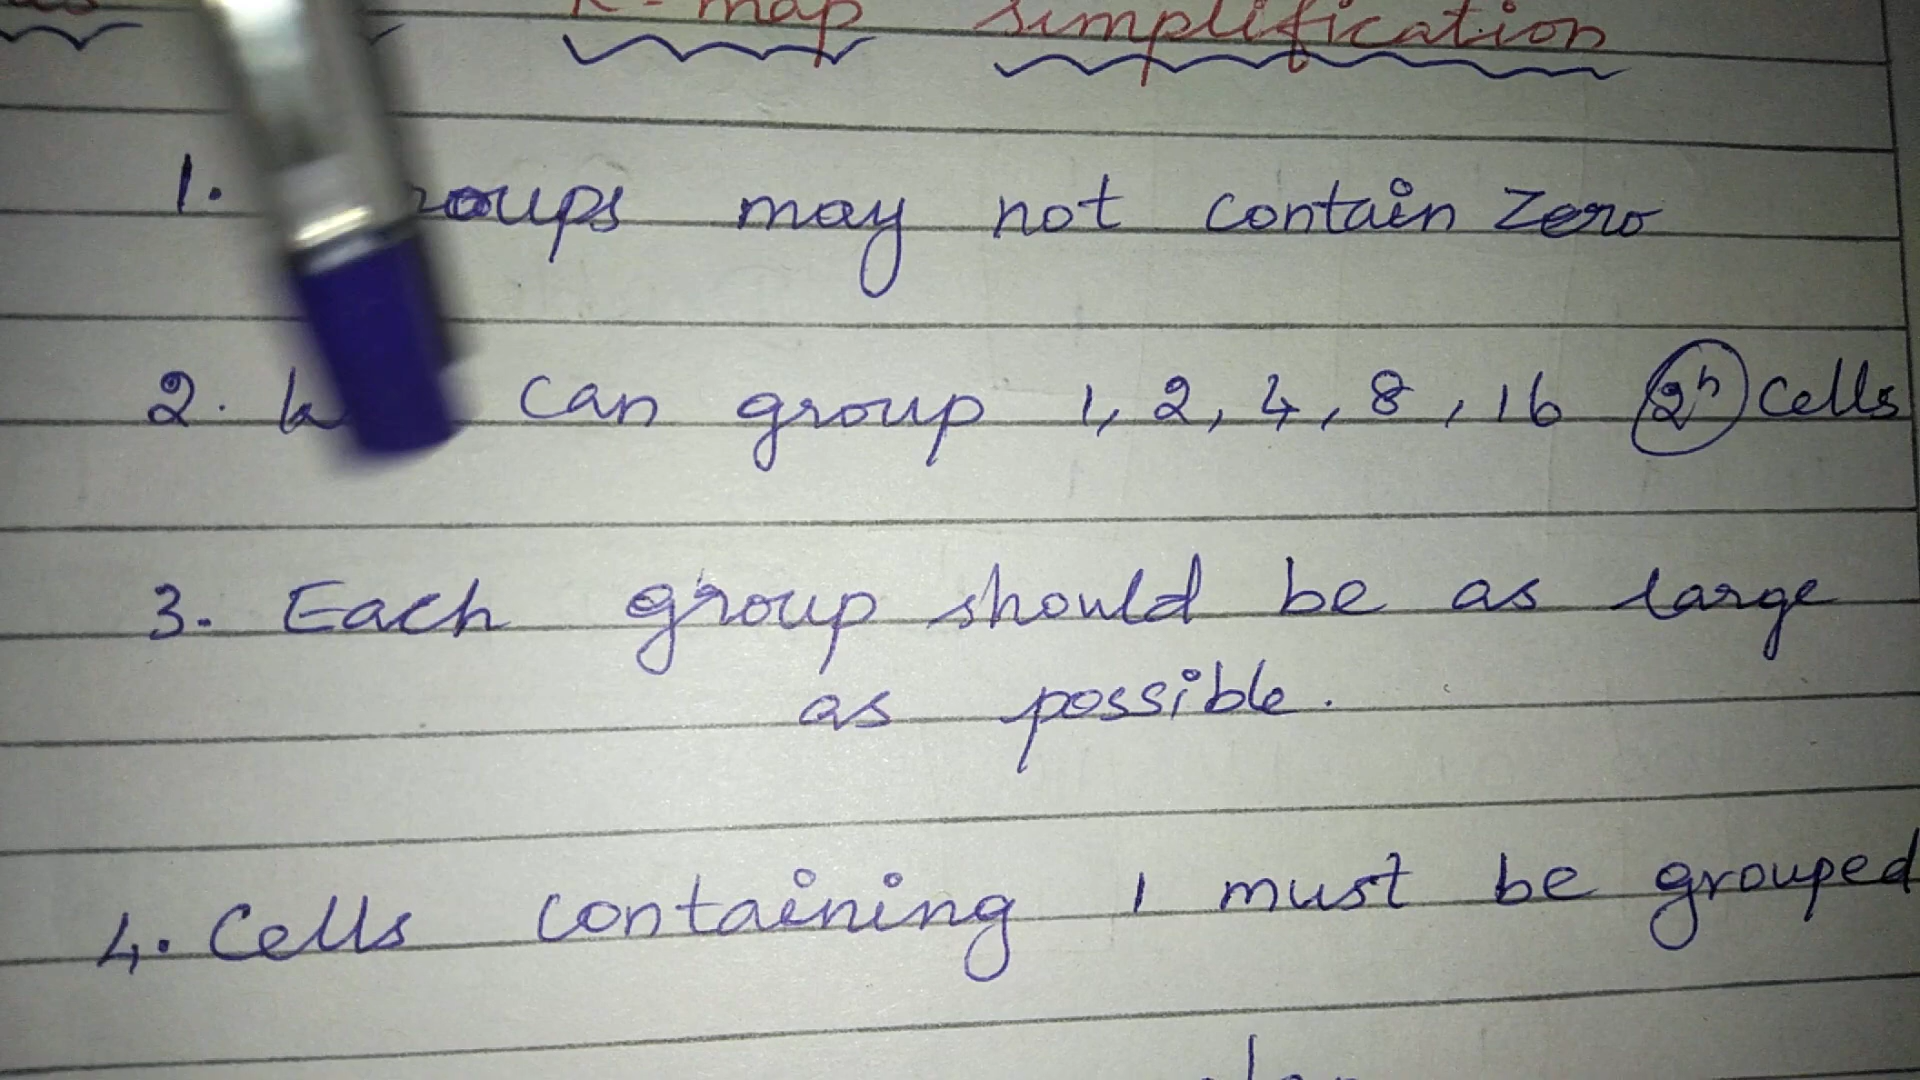 K-map simplification
1. roups may not contain Zero
2. can group 1, 2, 4, 8, 16 2ⁿ cells
3. Each group should be as large
as possible.
4. Cells containing 1 must be grouped